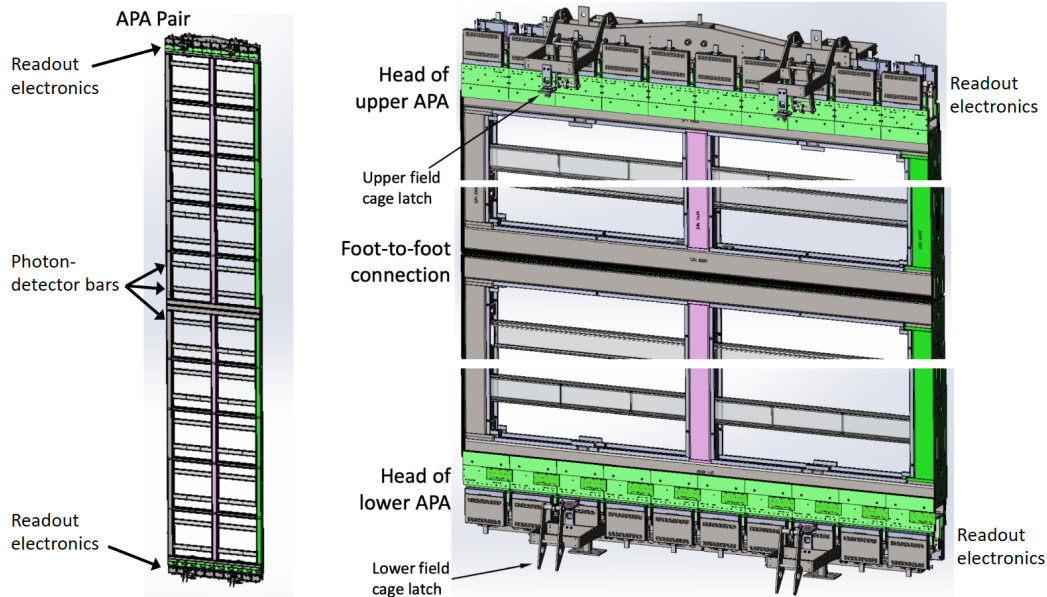 APA Pair
Readout
electronics
Photon-
detector bars
Readout
electronics
Head of
upper APA
Readout
electronics
Upper field
cage latch
Foot-to-foot
connection
Head of
lower APA
Readout
electronics
Lower field
cage latch